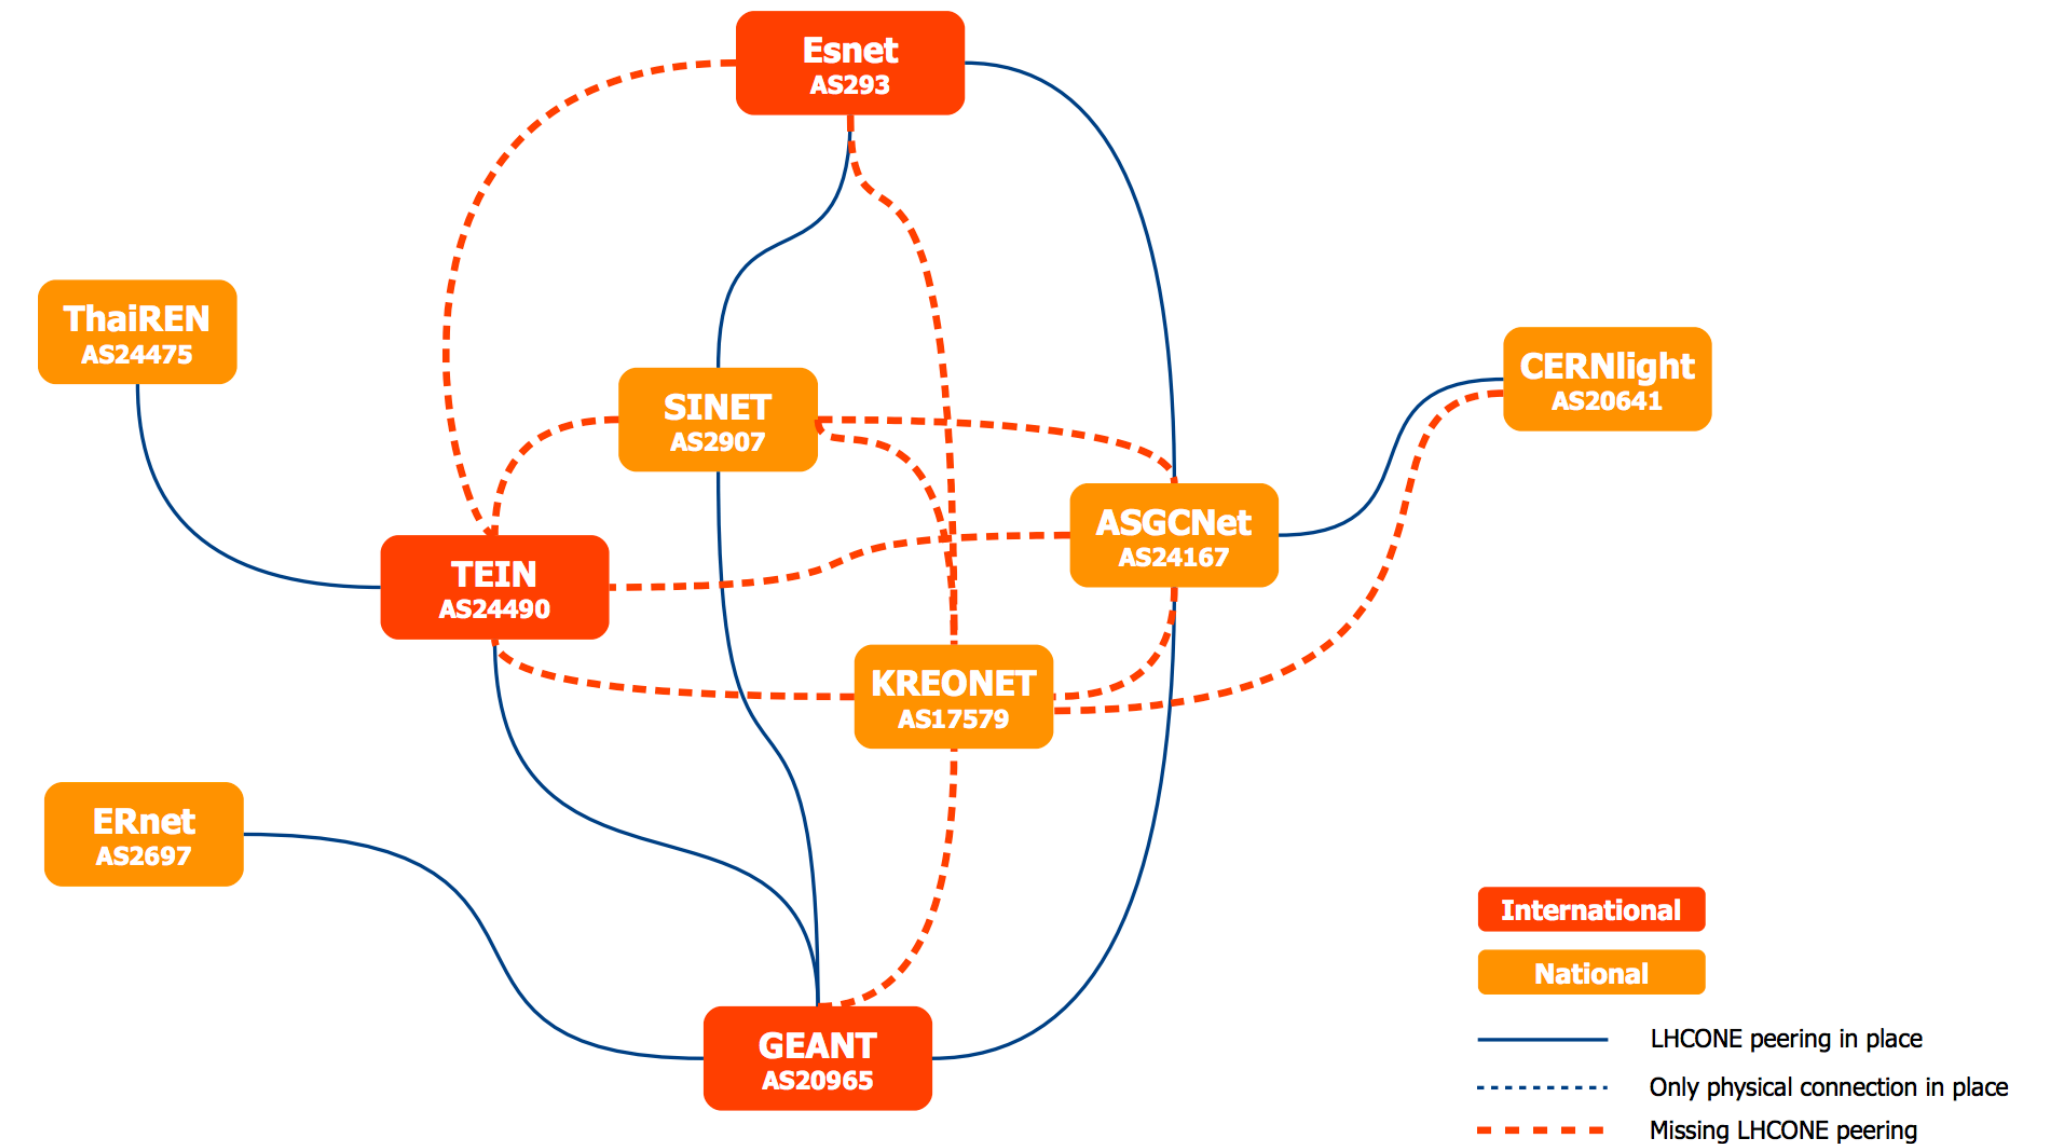 Esnet
AS293
ThaiREN
AS24475
CERNlight
AS20641
SINET
AS2907
ASGCNet
AS24167
TEIN
AS24490
KREONET
AS17579
ERnet
AS2697
GEANT
AS20965
International
National
LHCONE peering in place
Only physical connection in place
Missing LHCONE peering